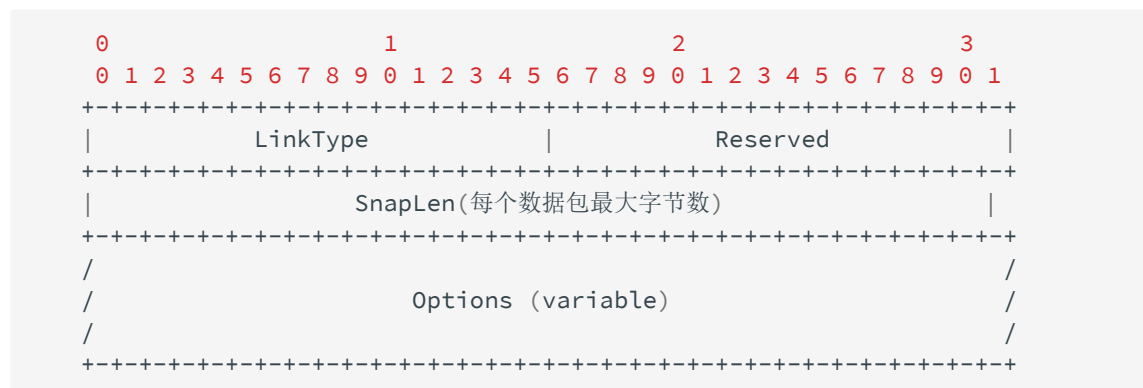 0                   1                   2                   3
 0 1 2 3 4 5 6 7 8 9 0 1 2 3 4 5 6 7 8 9 0 1 2 3 4 5 6 7 8 9 0 1
+-+-+-+-+-+-+-+-+-+-+-+-+-+-+-+-+-+-+-+-+-+-+-+-+-+-+-+-+-+-+-+-+
|           LinkType            |           Reserved            |
+-+-+-+-+-+-+-+-+-+-+-+-+-+-+-+-+-+-+-+-+-+-+-+-+-+-+-+-+-+-+-+-+
|                  SnapLen(每个数据包最大字节数)                  |
+-+-+-+-+-+-+-+-+-+-+-+-+-+-+-+-+-+-+-+-+-+-+-+-+-+-+-+-+-+-+-+-+
/                                                               /
/                      Options (variable)                       /
/                                                               /
+-+-+-+-+-+-+-+-+-+-+-+-+-+-+-+-+-+-+-+-+-+-+-+-+-+-+-+-+-+-+-+-+